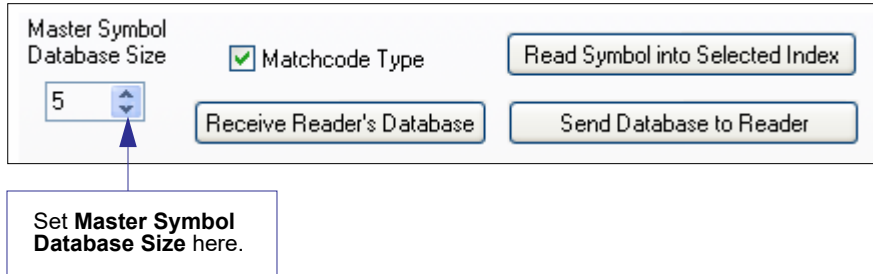 Master Symbol
Database Size
Matchcode Type
Read Symbol into Selected Index
5
Receive Reader's Database
Send Database to Reader
Set Master Symbol
Database Size here.